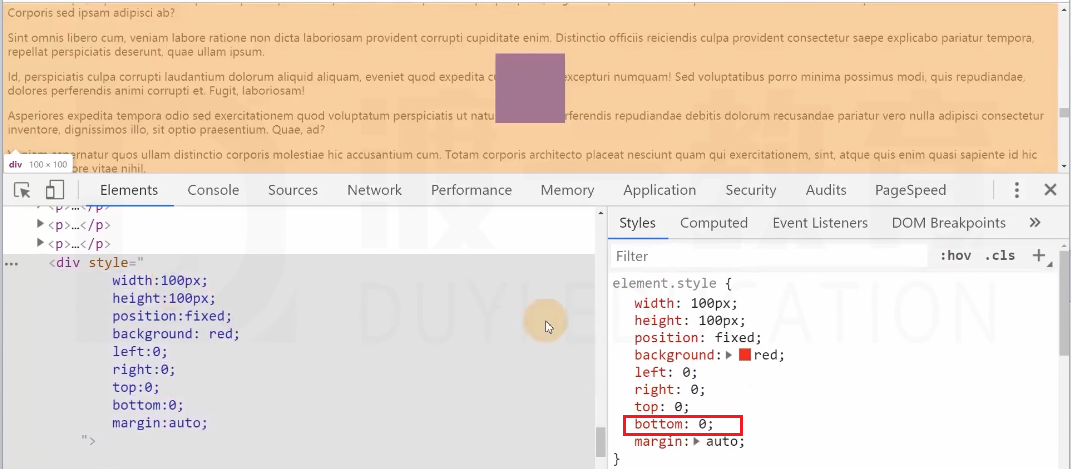 Corporis sed ipsam adipisci ab?
Sint omnis libero cum, veniam labore ratione non dicta laboriosam provident corrupti cupiditate enim. Distinctio officiis reiciendis culpa provident consectetur saepe explicabo pariatur tempora,
repellat perspiciatis deserunt, quae ullam ipsum.
Id, perspiciatis culpa corrupti laudantium dolorum aliquid aliquam, eveniet quod expedita excepturi numquam! Sed voluptatibus porro minima possimus modi, quis repudiandae,
dolores perferendis animi corrupti et. Fugit, laboriosam!
Asperiores expedita tempora odio sed exercitationem quod voluptatum perspiciatis ut repudiandae debitis dolorum recusandae pariatur vero nulla adipisci consectetur
inventore, dignissimos illo, sit optio praesentium. Quae, ad?
quos ullam distinctio corporis molestiae hic accusantium cum. Totam corporis architecto placeat nesciunt quam qui exercitationem, sint, atque quis enim quasi sapiente id hic
div 100 × 100
vitae nihil.
Elements Console Sources Network Performance Memory Application Security Audits PageSpeed
<p>…</p>
<p>…</p>
<p>…</p>
<div style="
width:100px;
height:100px;
position:fixed;
background: red;
left:0;
right:0;
top:0;
bottom:0;
margin:auto;
">
Styles Computed Event Listeners DOM Breakpoints »
Filter :hov .cls +
element.style {
width: 100px;
height: 100px;
position: fixed;
background: red;
left: 0;
right: 0;
top: 0;
bottom: 0;
margin: auto;
}